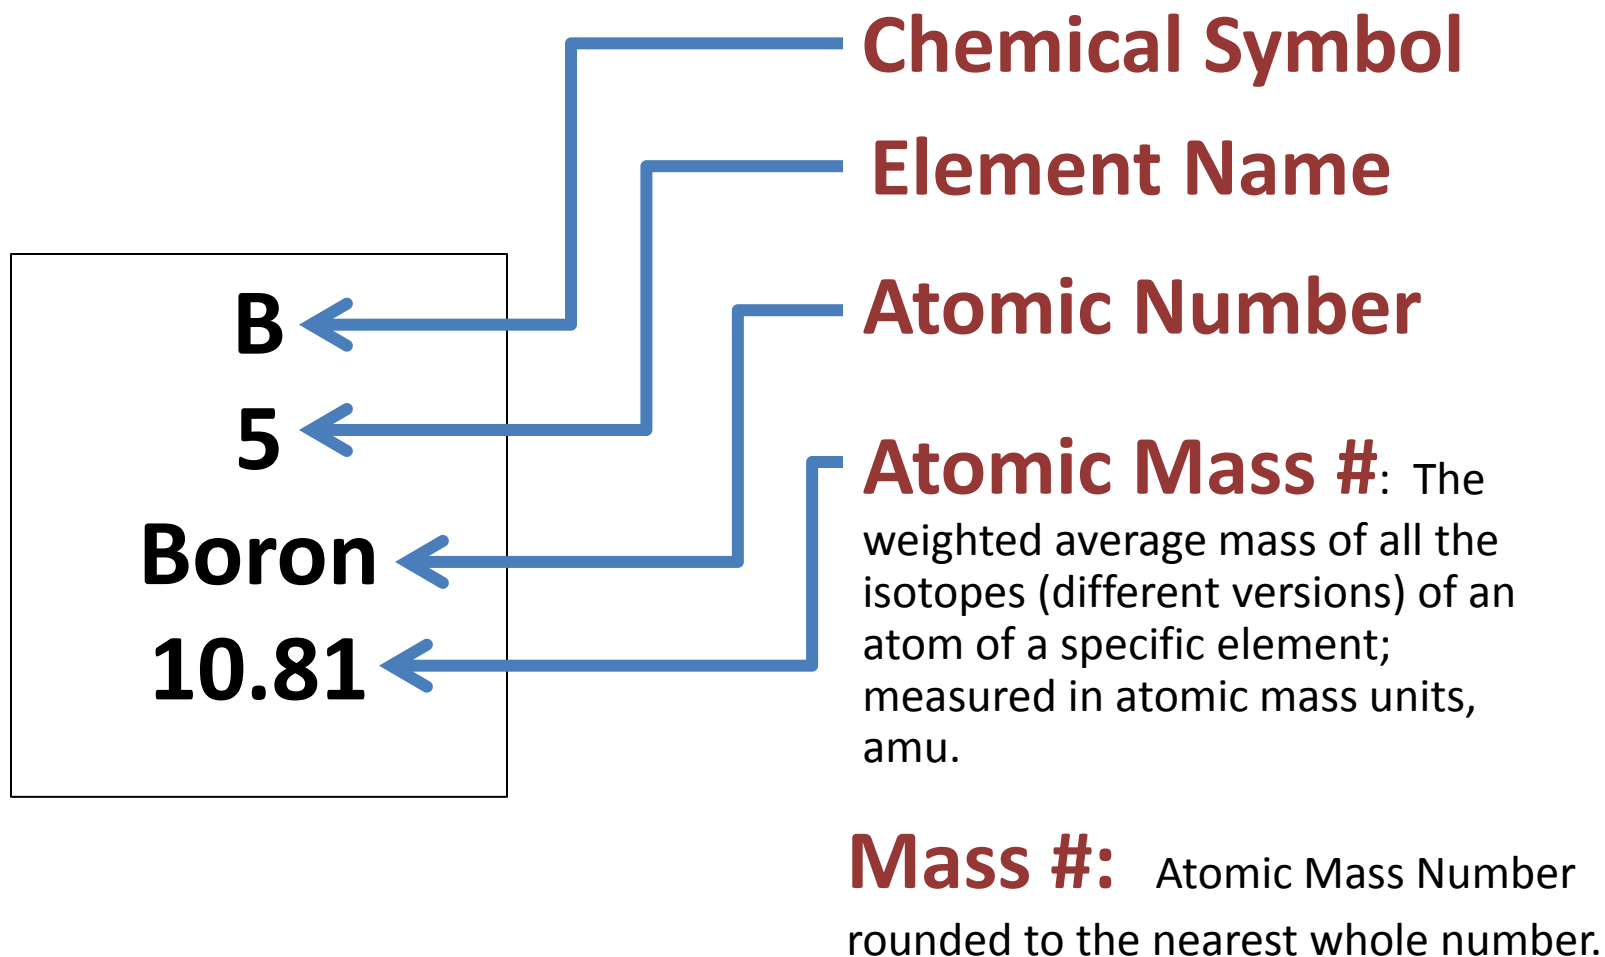 Chemical Symbol
Element Name
B
Atomic Number
5
Atomic Mass #: The
weighted average mass of all the
Boron
isotopes (different versions) of an
atom of a specific element;
10.81
measured in atomic mass units,
amu.
Mass #: Atomic Mass Number
rounded to the nearest whole number.